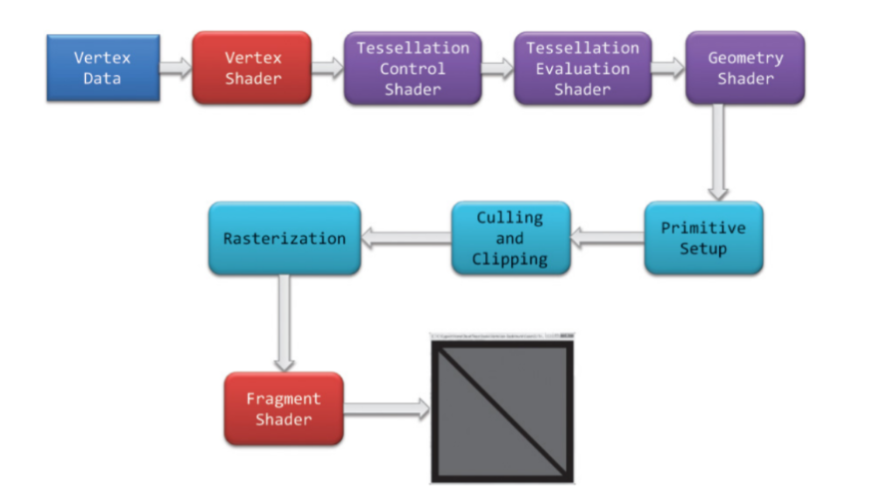 Vertex
Data
Vertex
Shader
Tessellation
Control
Shader
Tessellation
Evaluation
Shader
Geometry
Shader
Primitive
Setup
Culling
and
Clipping
Rasterization
Fragment
Shader